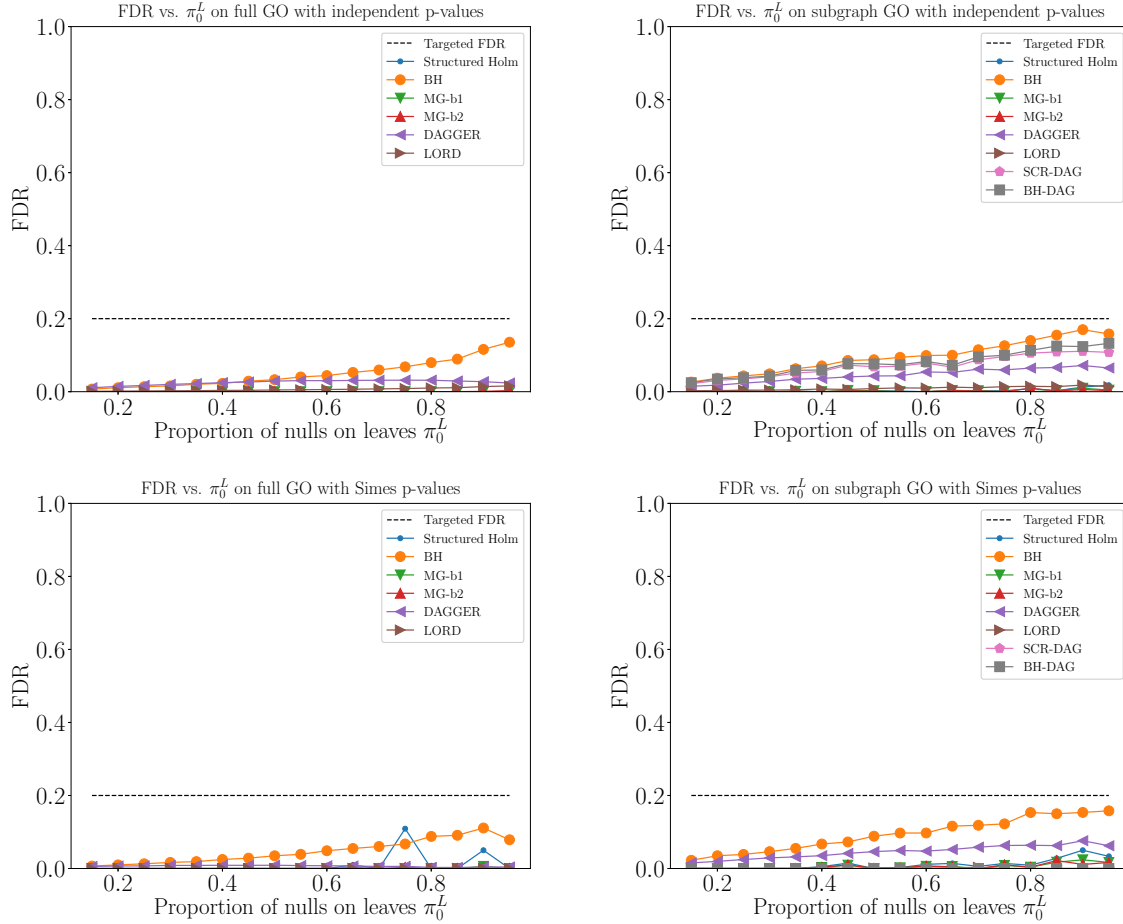 FDR vs. π₀ᴸ on full GO with independent p-values
1.0
0.8
0.6
0.4
0.2
0.0
FDR
Targeted FDR
Structured Holm
BH
MG-b1
MG-b2
DAGGER
LORD
0.2 0.4 0.6 0.8
Proportion of nulls on leaves π₀ᴸ
FDR vs. π₀ᴸ on subgraph GO with independent p-values
1.0
0.8
0.6
0.4
0.2
0.0
FDR
Targeted FDR
Structured Holm
BH
MG-b1
MG-b2
DAGGER
LORD
SCR-DAG
BH-DAG
0.2 0.4 0.6 0.8
Proportion of nulls on leaves π₀ᴸ
FDR vs. π₀ᴸ on full GO with Simes p-values
1.0
0.8
0.6
0.4
0.2
0.0
FDR
Targeted FDR
Structured Holm
BH
MG-b1
MG-b2
DAGGER
LORD
0.2 0.4 0.6 0.8
Proportion of nulls on leaves π₀ᴸ
FDR vs. π₀ᴸ on subgraph GO with Simes p-values
1.0
0.8
0.6
0.4
0.2
0.0
FDR
Targeted FDR
Structured Holm
BH
MG-b1
MG-b2
DAGGER
LORD
SCR-DAG
BH-DAG
0.2 0.4 0.6 0.8
Proportion of nulls on leaves π₀ᴸ